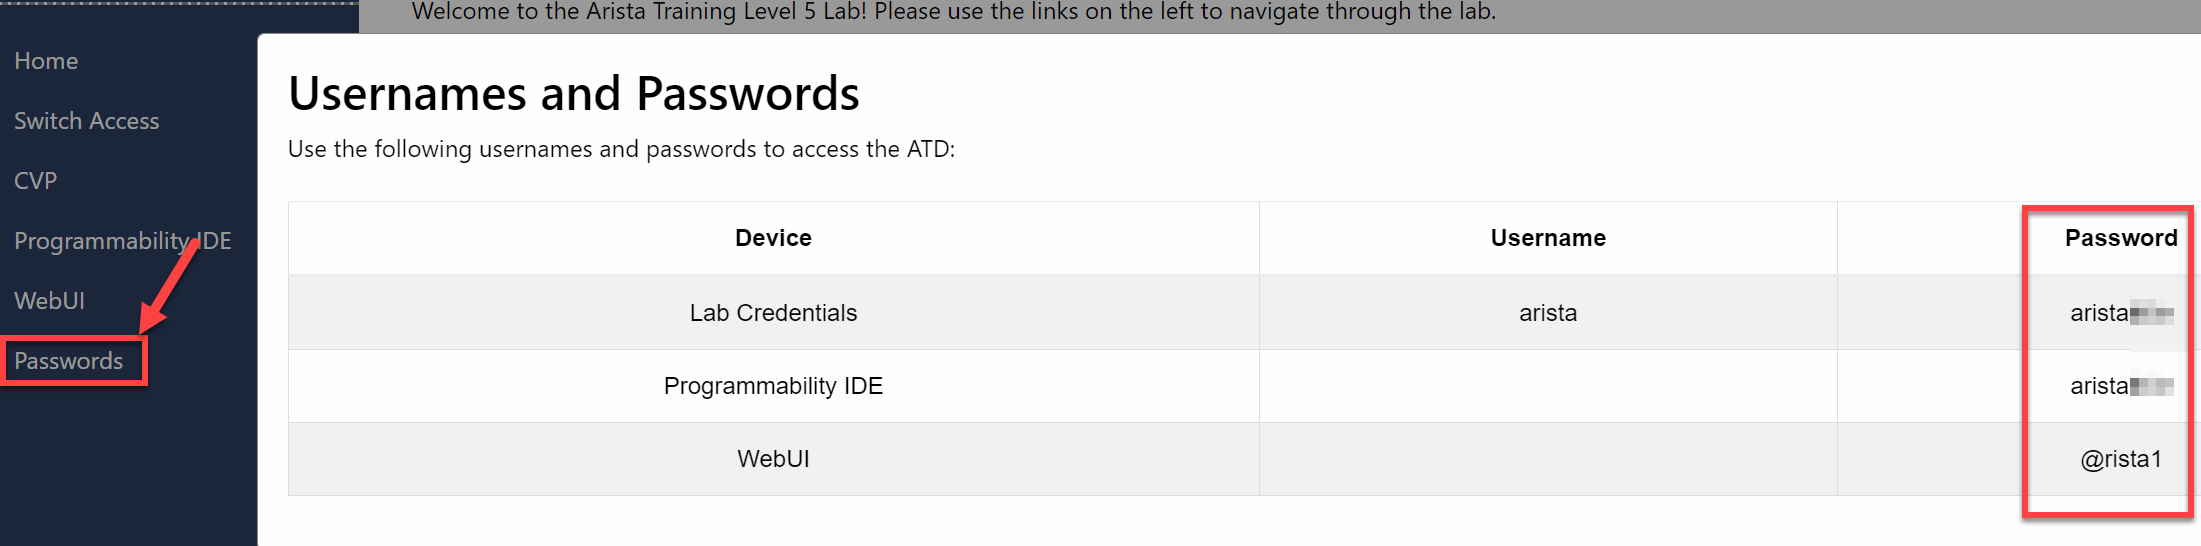 Welcome to the Arista Training Level 5 Lab! Please use the links on the left to navigate through the lab.
Home
Switch Access
CVP
Programmability IDE
WebUI
Passwords
Usernames and Passwords
Use the following usernames and passwords to access the ATD:
Device Username Password
Lab Credentials arista arista
Programmability IDE arista
WebUI @rista1